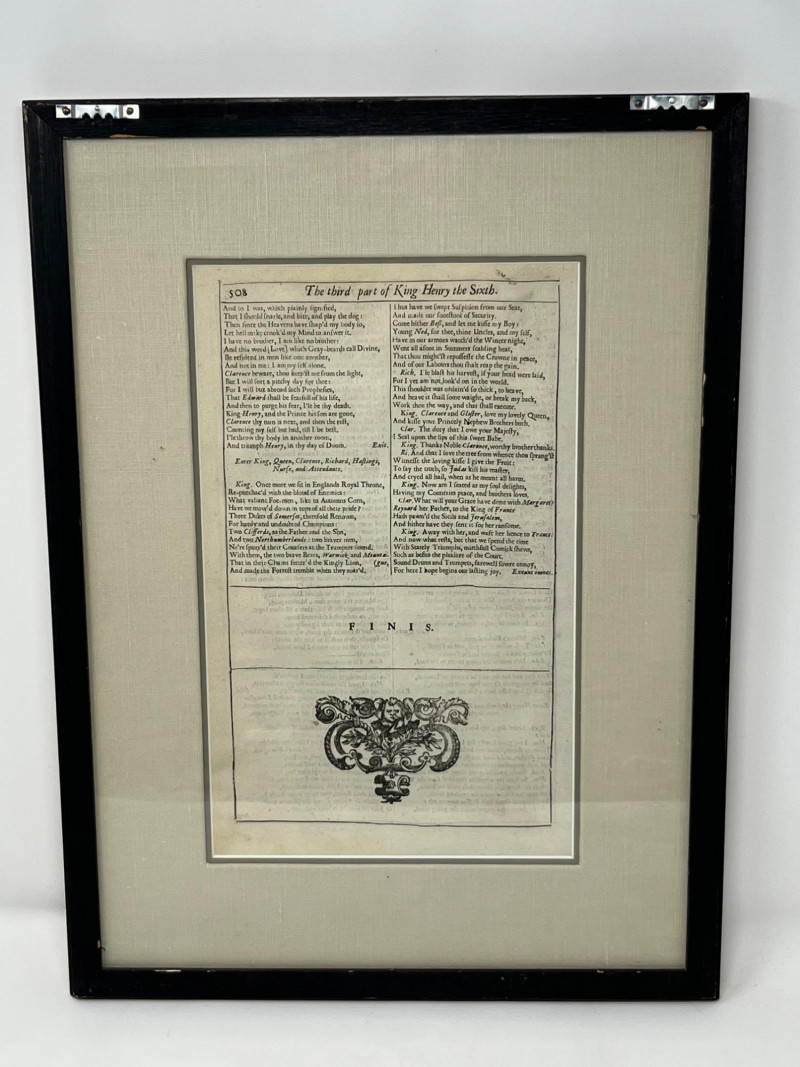 508 The third part of King Henry the Sixth.
And so I was, which plainly signified,
That I should snarle, and bite, and play the dog:
Then since the Heavens have shap'd my body so,
Let hell make crook'd my Mind to answer it.
I have no brother, I am like no brother:
And this word (Love) which Gray-beards call Divine,
Be resident in men like one another,
And not in me: I am my self alone.
Clarence beware, thou keep'st me from the light,
But I will sort a pitchy day for thee:
For I will buz abroad such Prophesies,
That Edward shall be fearfull of his life,
And then to purge his fear, I'le be thy death.
King Henry, and the Prince his son are gone,
Clarence thy turn is next, and then the rest,
Counting my self but bad, till I be best.
I'le throw thy body in another room,
And triumph Henry, in thy day of Doom. Exit.
Enter King, Queen, Clarence, Richard, Hastings,
Nurse, and Attendants.
King. Once more we sit in Englands Royal Throne,
Re-purchac'd with the blood of Enemies:
What valiant Foe-men, like to Autumns Corn,
Have we mow'd down in tops of all their pride?
Three Dukes of Somerset, threefold Renown,
For hardy and undoubted Champions:
Two Cliffords, as the Father and the Son,
And two Northumberlands: two braver men,
Ne're spurr'd their Coursers at the Trumpets sound.
With them, the two brave Bears, Warwick and Monta-
That in their Chains fetter'd the Kingly Lion, (gue,
And made the Forrest tremble when they roar'd.
Thus have we swept Suspicion from our Seat,
And made our footstool of Security.
Come hither Bess, and let me kisse my Boy:
Young Ned, for thee, thine Uncles, and my self,
Have in our armors watch'd the Winter night,
Went all afoot in Summers scalding heat,
That thou might'st repossesse the Crowne in peace,
And of our Labours thou shalt reap the gain.
Rich. I'le blast his harvest, if your head were laid,
For I yet am not look'd on in the world.
This shoulder was ordain'd so thick, to heave,
And heave it shall some waight, or break my back,
Work thou the way, and that shall execute.
King. Clarence and Gloster, love my lovely Queen,
And kisse your Princely Nephew Brothers both.
Clar. The duty that I owe your Majesty,
I Seal upon the lips of this sweet Babe.
King. Thanks Noble Clarence, worthy brother thanks.
Ri. And that I love the tree from whence thou sprang'st
Witnesse the loving kisse I give the Fruit:
To say the truth, so Judas kist his master,
And cryed all hail, when as he meant all harm.
King. Now am I seated as my soul delights,
Having my Countries peace, and brothers loves.
Clar. What will your Grace have done with Margaret?
Reynard her Father, to the King of France
Hath pawn'd the Sicils and Jerusalem,
And hither have they sent it for her ransome.
King. Away with her, and waft her hence to France:
And now what rests, but that we spend the time
With Stately Triumphs, mirthfull Comick shews,
Such as befits the pleasure of the Court.
Sound Drums and Trumpets, farewell sowre annoy,
For here I hope begins our lasting joy. Exeunt omnes.
FINIS.